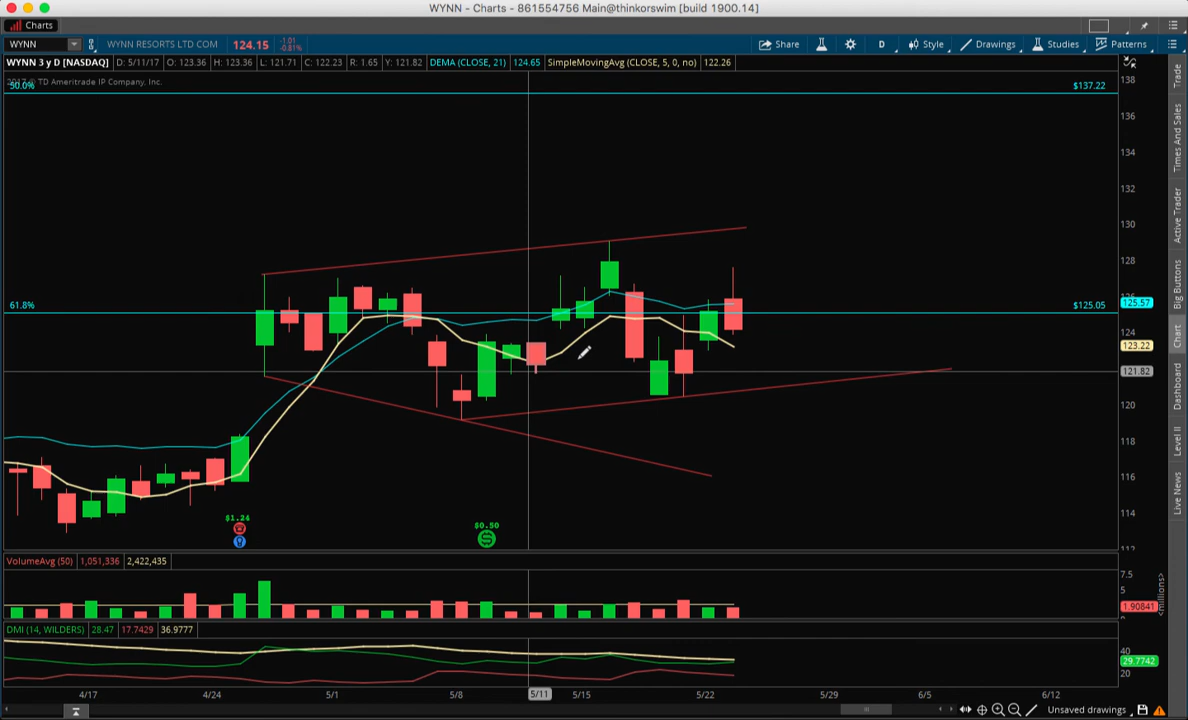 WYNN - Charts - 861554756 Main@thinkorswim [build 1900.14]
Charts
WYNN WYNN RESORTS LTD COM 124.15 -1.01 -0.81% Share D Style Drawings Studies Patterns
WYNN 3 y D [NASDAQ] D: 5/11/17 O: 123.36 H: 123.36 L: 121.71 C: 122.23 R: 1.65 Y: 121.82 DEMA (CLOSE, 21) 124.65 SimpleMovingAvg (CLOSE, 5, 0, no) 122.26
TD Ameritrade IP Company, Inc.
50.0% $137.22
61.8% $125.05
138
136
134
132
130
128
125.57
124
123.22
121.82
120
118
116
114
112
$1.24
$0.50
$
VolumeAvg (50) 1,051,336 2,422,435
7.5
5
1.90841
<millions>
DMI (14, WILDERS) 28.47 17.7429 36.9777
40
29.7742
20
4/17 4/24 5/1 5/8 5/11 5/15 5/22 5/29 6/5 6/12
Unsaved drawings
Trade
Times And Sales
Active Trader
Big Buttons
Chart
Dashboard
Level II
Live News